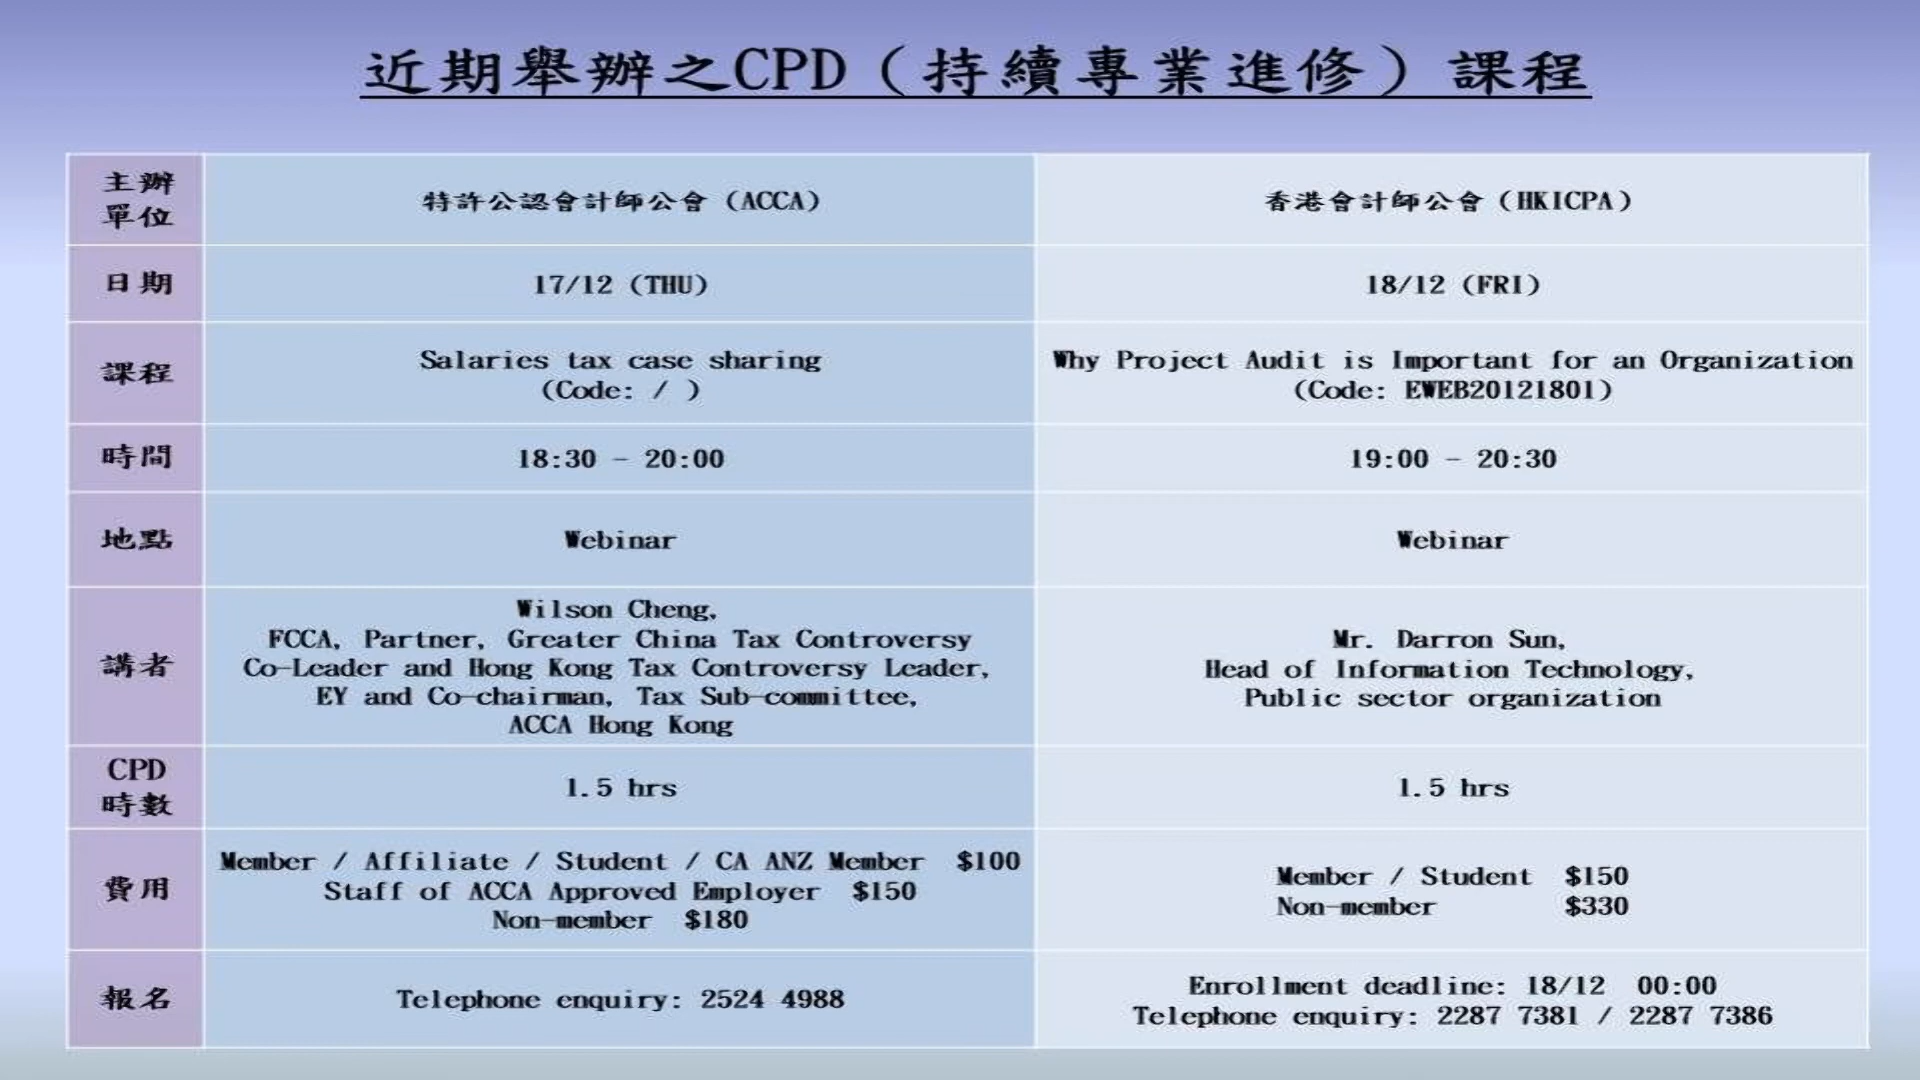 近期舉辦之CPD（持續專業進修）課程
主辦
單位
特許公認會計師公會（ACCA）
香港會計師公會（HKICPA）
日期
17/12 (THU)
18/12 (FRI)
課程
Salaries tax case sharing
(Code: / )
Why Project Audit is Important for an Organization
(Code: EWEB20121801)
時間
18:30 - 20:00
19:00 - 20:30
地點
Webinar
Webinar
講者
Wilson Cheng,
FCCA, Partner, Greater China Tax Controversy
Co-Leader and Hong Kong Tax Controversy Leader,
EY and Co-chairman, Tax Sub-committee,
ACCA Hong Kong
Mr. Darron Sun,
Head of Information Technology,
Public sector organization
CPD
時數
1.5 hrs
1.5 hrs
費用
Member / Affiliate / Student / CA ANZ Member $100
Staff of ACCA Approved Employer $150
Non-member $180
Member / Student $150
Non-member $330
報名
Telephone enquiry: 2524 4988
Enrollment deadline: 18/12 00:00
Telephone enquiry: 2287 7381 / 2287 7386